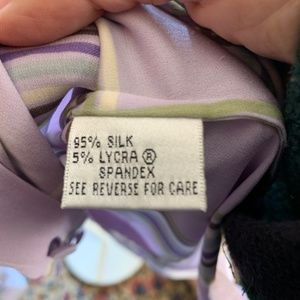 95% SILK
5% LYCRA ®
SPANDEX
SEE REVERSE FOR CARE